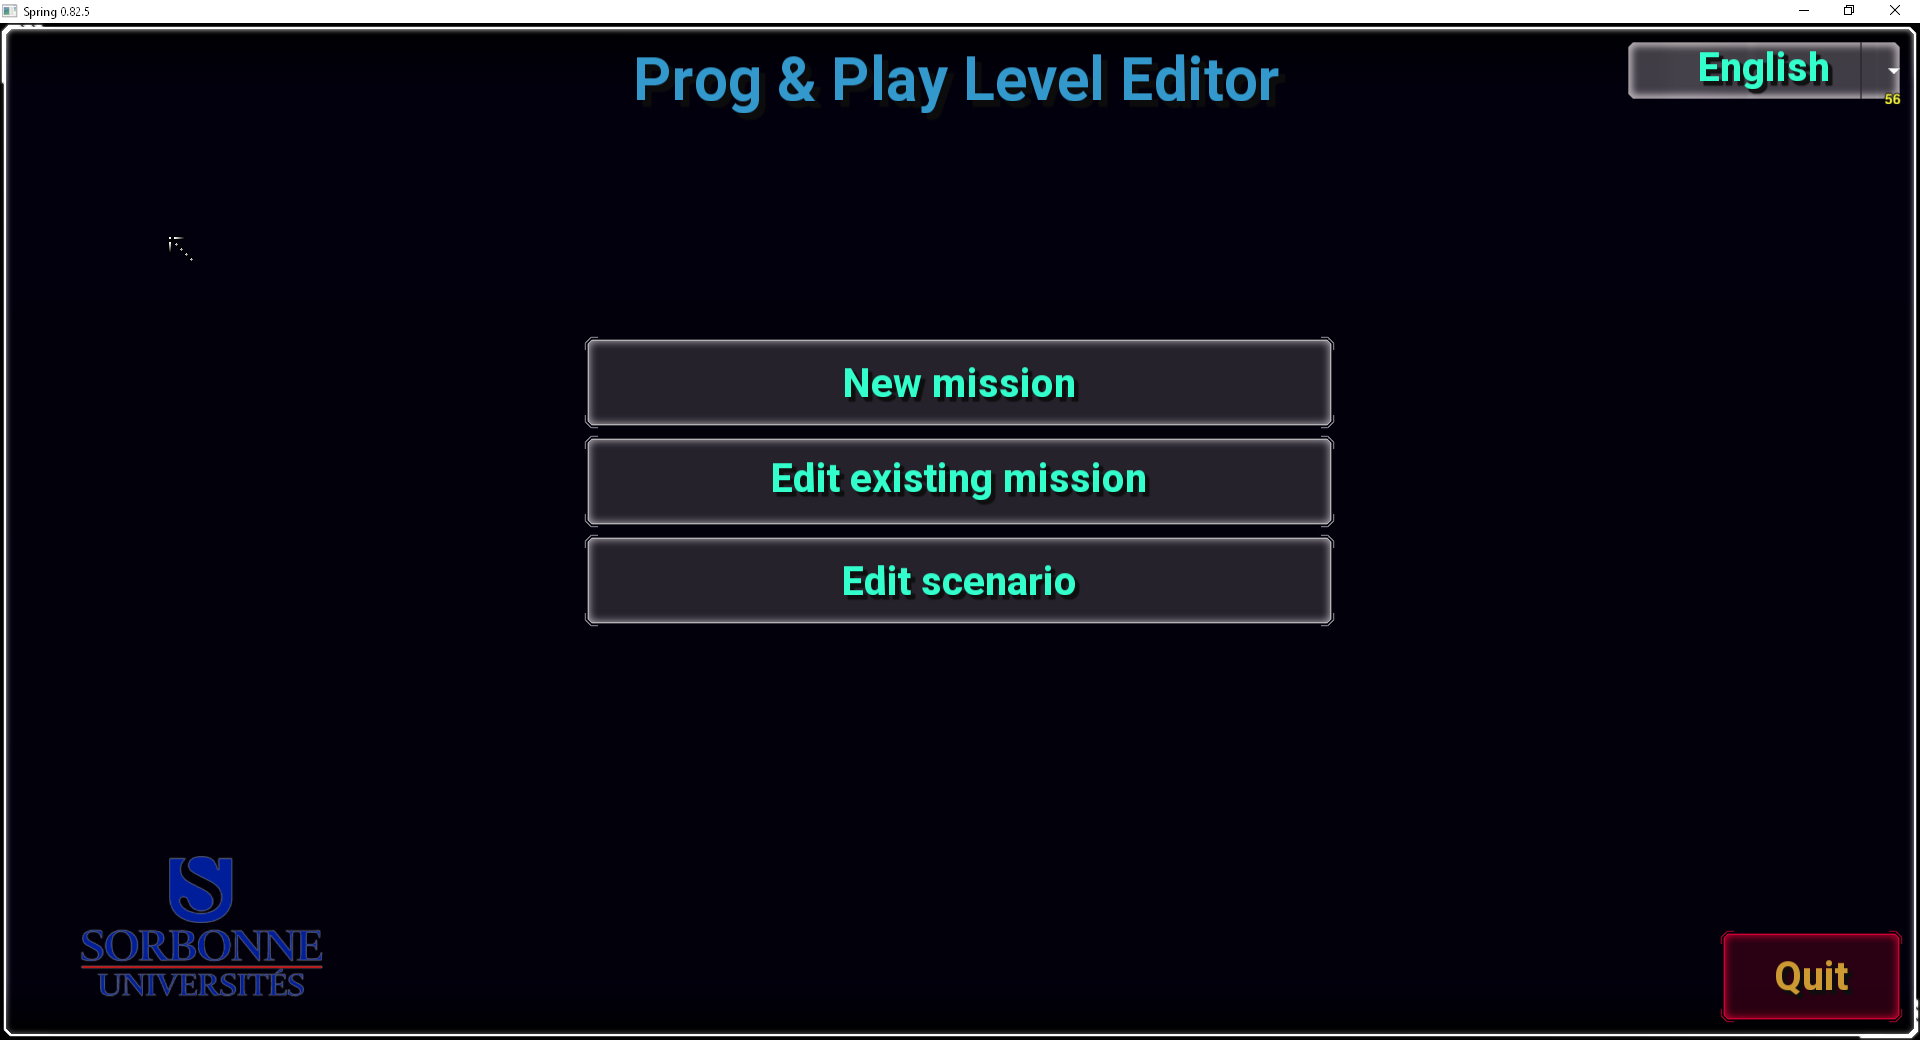 Spring 0.82.5
Prog & Play Level Editor
English
56
New mission
Edit existing mission
Edit scenario
S
SORBONNE
UNIVERSITÉS
Quit